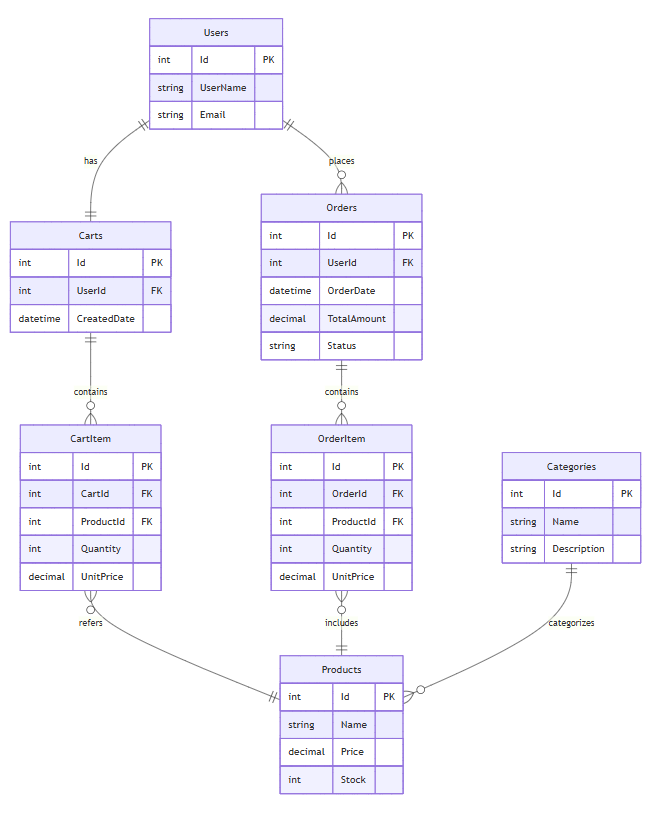 Users
int Id PK
string UserName
string Email
has
places
Carts
int Id PK
int UserId FK
datetime CreatedDate
Orders
int Id PK
int UserId FK
datetime OrderDate
decimal TotalAmount
string Status
contains
contains
CartItem
int Id PK
int CartId FK
int ProductId FK
int Quantity
decimal UnitPrice
OrderItem
int Id PK
int OrderId FK
int ProductId FK
int Quantity
decimal UnitPrice
Categories
int Id PK
string Name
string Description
refers
includes
categorizes
Products
int Id PK
string Name
decimal Price
int Stock